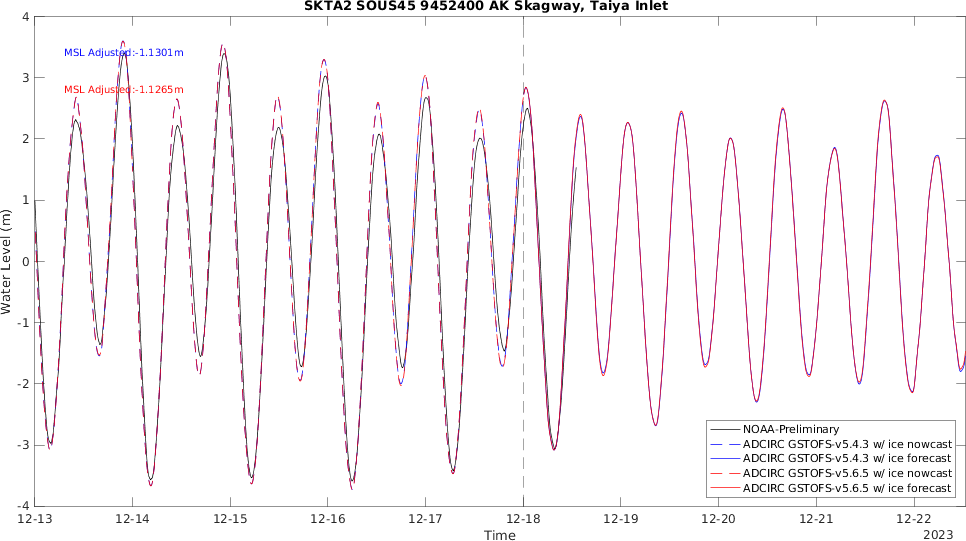 SKTA2 SOUS45 9452400 AK Skagway, Taiya Inlet
MSL Adjusted:-1.1301m
MSL Adjusted:-1.1265m
Water Level (m)
4
3
2
1
0
-1
-2
-3
-4
NOAA-Preliminary
ADCIRC GSTOFS-v5.4.3 w/ ice nowcast
ADCIRC GSTOFS-v5.4.3 w/ ice forecast
ADCIRC GSTOFS-v5.6.5 w/ ice nowcast
ADCIRC GSTOFS-v5.6.5 w/ ice forecast
12-13 12-14 12-15 12-16 12-17 12-18 12-19 12-20 12-21 12-22
Time
2023